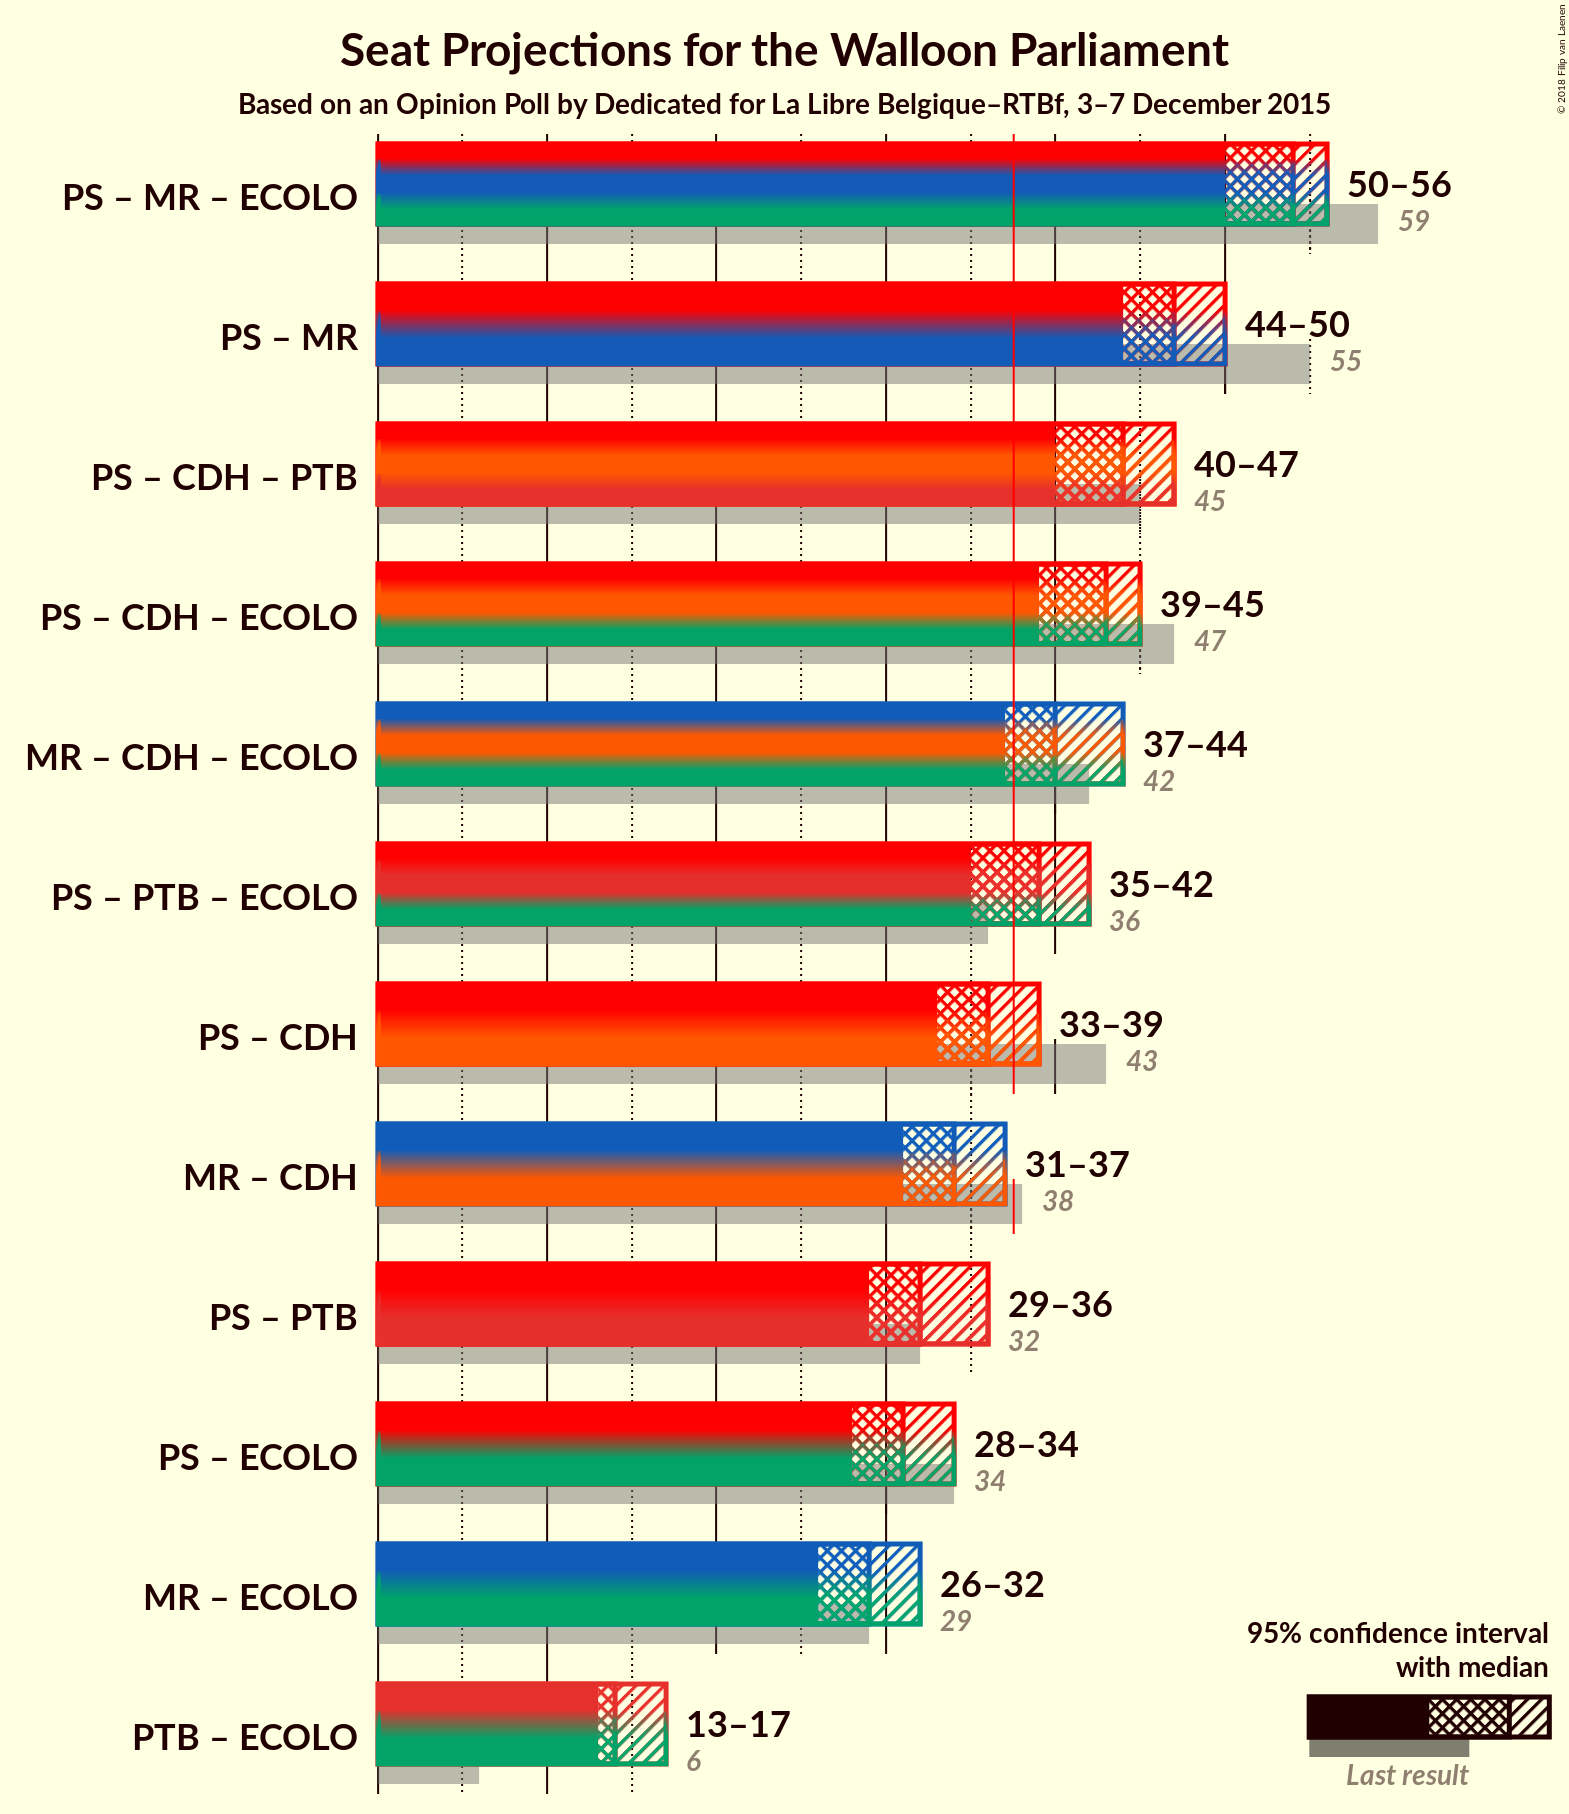 Seat Projections for the Walloon Parliament
Based on an Opinion Poll by Dedicated for La Libre Belgique–RTBf, 3–7 December 2015
© 2018 Filip van Laenen
PS – MR – ECOLO
50–56
59
PS – MR
44–50
55
PS – CDH – PTB
40–47
45
PS – CDH – ECOLO
39–45
47
MR – CDH – ECOLO
37–44
42
PS – PTB – ECOLO
35–42
36
PS – CDH
33–39
43
MR – CDH
31–37
38
PS – PTB
29–36
32
PS – ECOLO
28–34
34
MR – ECOLO
26–32
29
PTB – ECOLO
13–17
6
95% confidence interval
with median
Last result